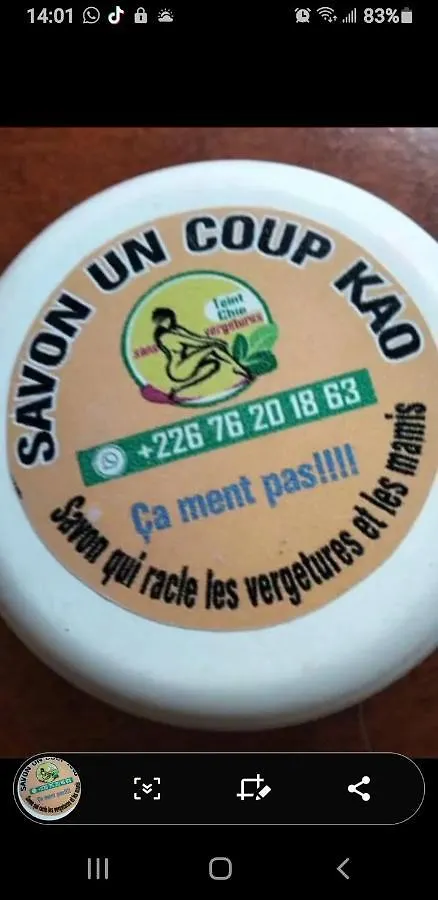 14:01 83%
SAVON UN COUP KAO
Teint
Chic
sans vergetures
+226 76 20 18 63
Ça ment pas!!!!
Savon qui racle les vergetures et les mamis